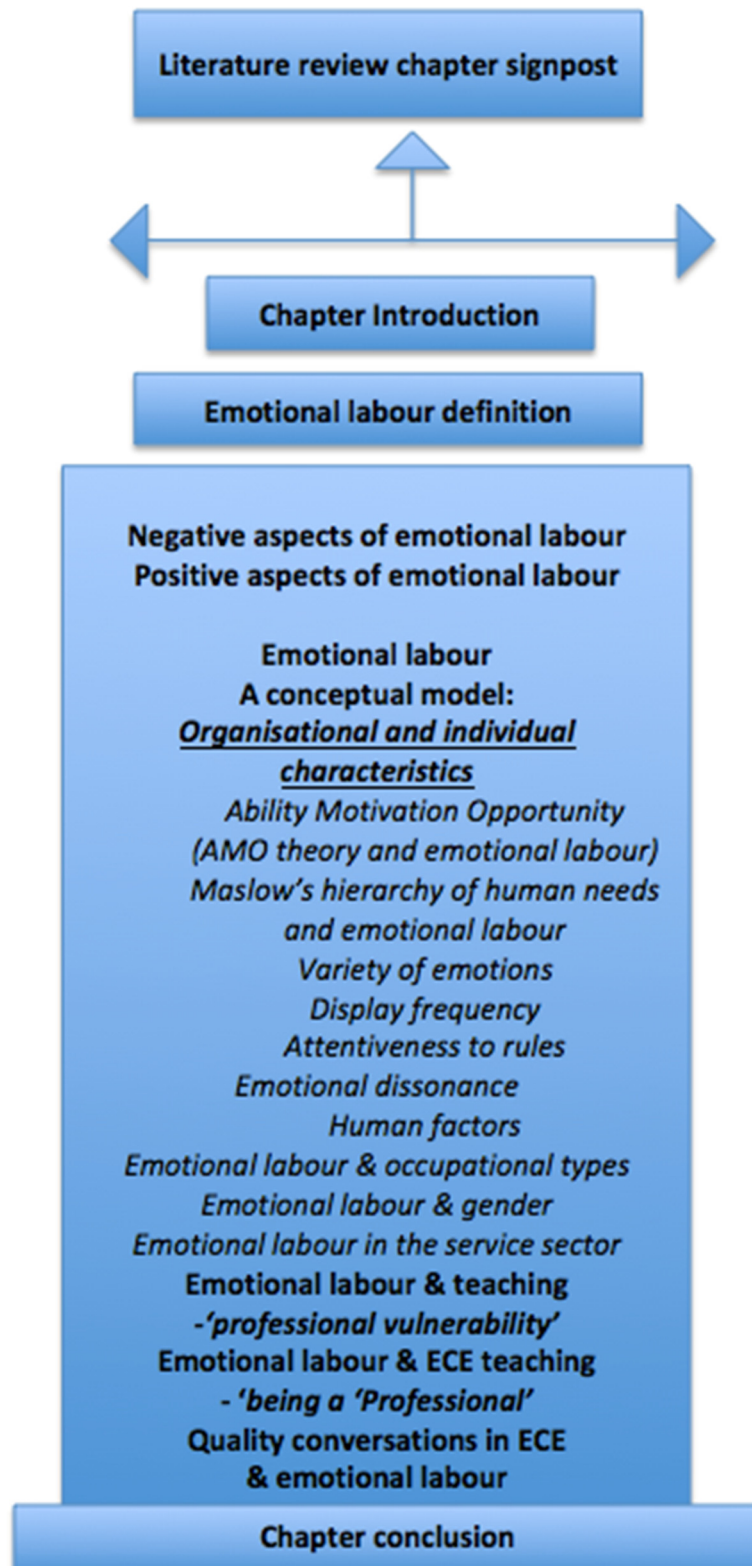 Literature review chapter signpost
Chapter Introduction
Emotional labour definition
Negative aspects of emotional labour
Positive aspects of emotional labour
Emotional labour
A conceptual model:
Organisational and individual
characteristics
Ability Motivation Opportunity
(AMO theory and emotional labour)
Maslow’s hierarchy of human needs
and emotional labour
Variety of emotions
Display frequency
Attentiveness to rules
Emotional dissonance
Human factors
Emotional labour & occupational types
Emotional labour & gender
Emotional labour in the service sector
Emotional labour & teaching
-‘professional vulnerability’
Emotional labour & ECE teaching
- ‘being a ‘Professional’
Quality conversations in ECE
& emotional labour
Chapter conclusion